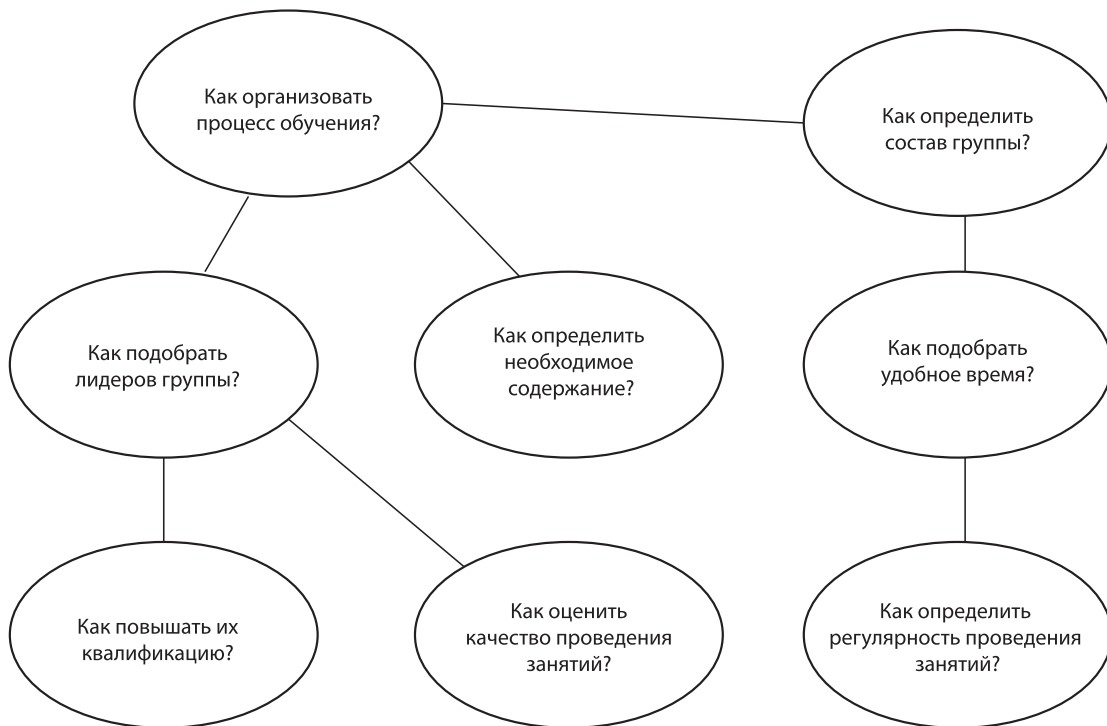 Как организовать
процесс обучения?
Как определить
состав группы?
Как подобрать
лидеров группы?
Как определить
необходимое
содержание?
Как подобрать
удобное время?
Как повышать их
квалификацию?
Как оценить
качество проведения
занятий?
Как определить
регулярность проведения
занятий?